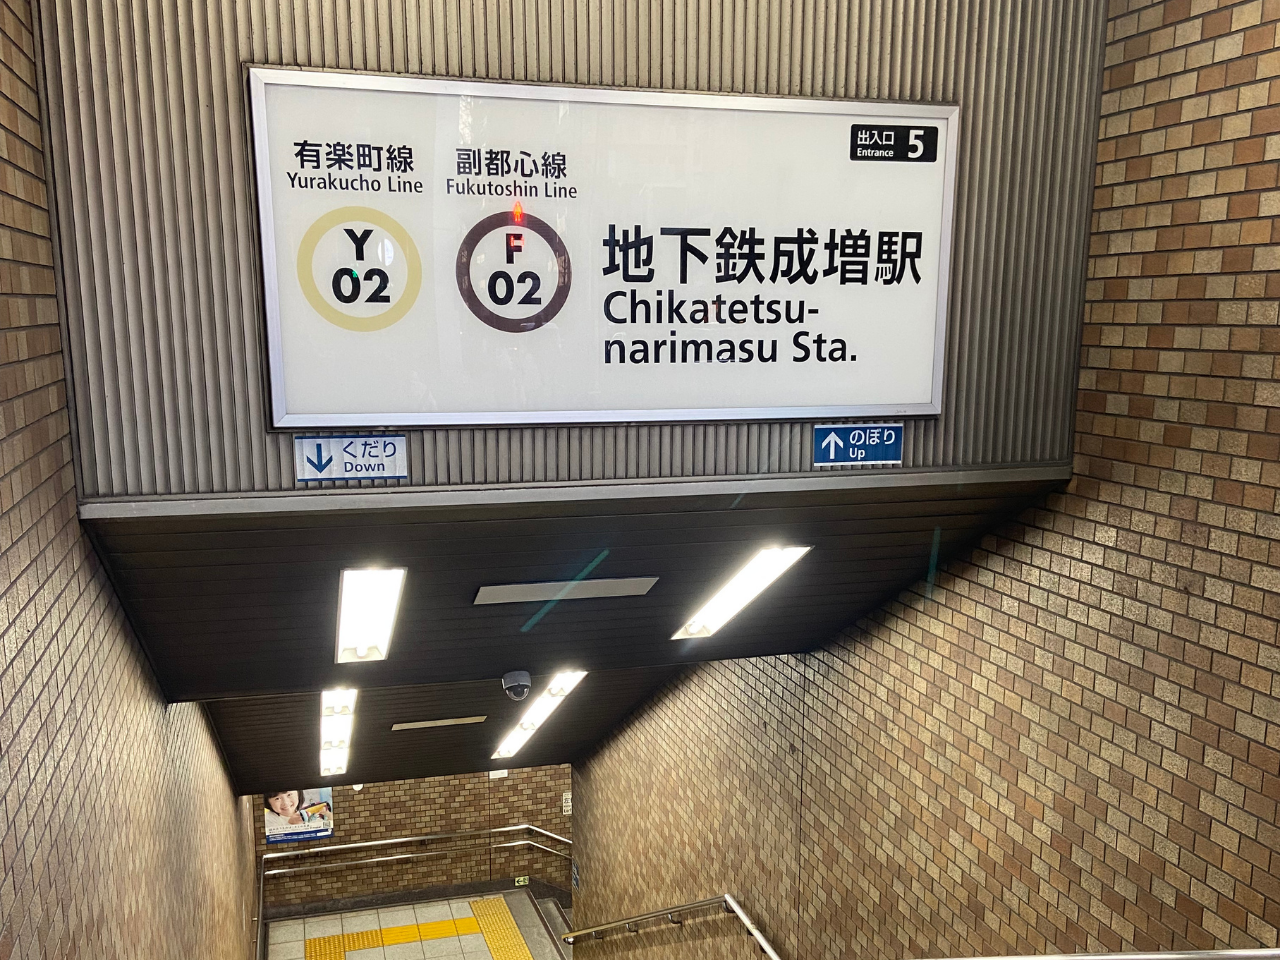 有楽町線
Yurakucho Line
Y
02
副都心線
Fukutoshin Line
F
02
出入口
Entrance
5
地下鉄成増駅
Chikatetsu-
narimasu Sta.
↓ くだり
Down
↑ のぼり
Up